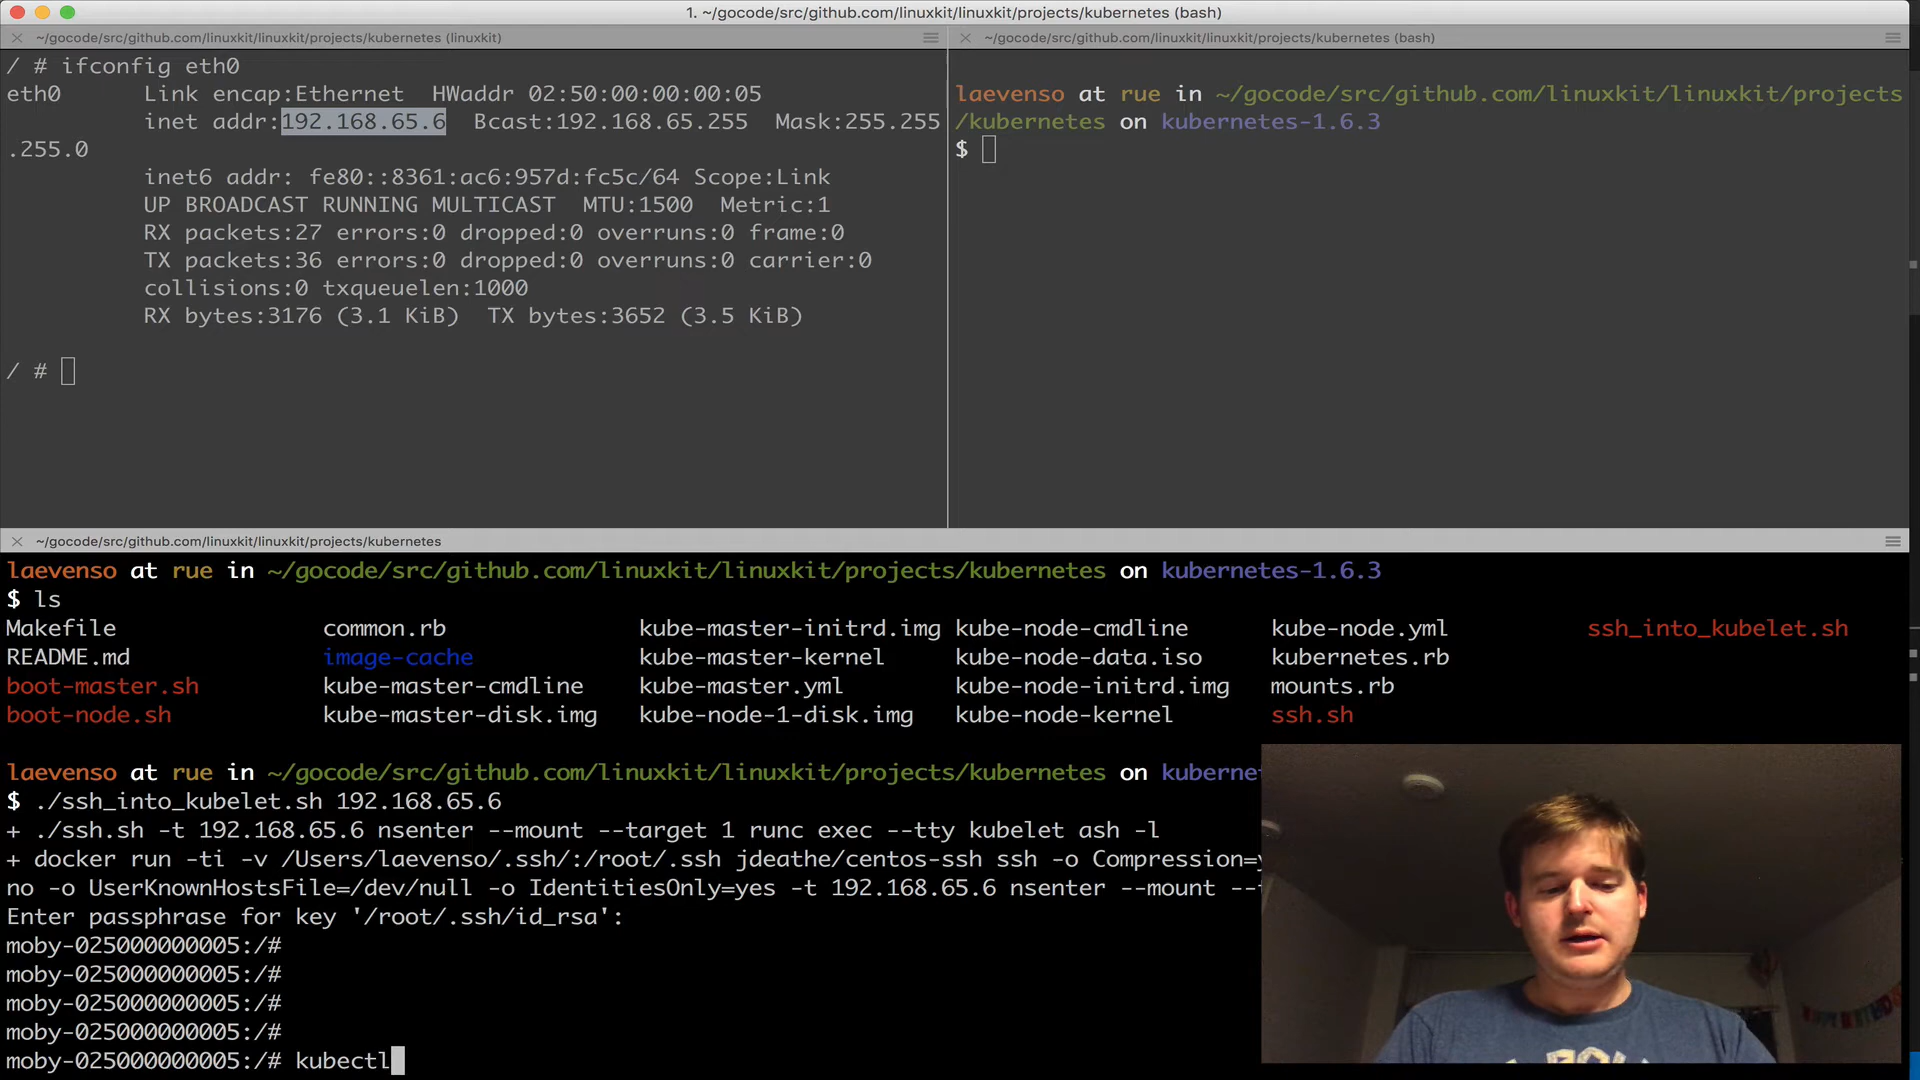 1. ~/gocode/src/github.com/linuxkit/linuxkit/projects/kubernetes (bash)
~/gocode/src/github.com/linuxkit/linuxkit/projects/kubernetes (linuxkit)
/ # ifconfig eth0
eth0      Link encap:Ethernet  HWaddr 02:50:00:00:00:05
          inet addr:192.168.65.6  Bcast:192.168.65.255  Mask:255.255
.255.0
          inet6 addr: fe80::8361:ac6:957d:fc5c/64 Scope:Link
          UP BROADCAST RUNNING MULTICAST  MTU:1500  Metric:1
          RX packets:27 errors:0 dropped:0 overruns:0 frame:0
          TX packets:36 errors:0 dropped:0 overruns:0 carrier:0
          collisions:0 txqueuelen:1000
          RX bytes:3176 (3.1 KiB)  TX bytes:3652 (3.5 KiB)
/ #
~/gocode/src/github.com/linuxkit/linuxkit/projects/kubernetes (bash)
laevenso at rue in ~/gocode/src/github.com/linuxkit/linuxkit/projects
/kubernetes on kubernetes-1.6.3
$
~/gocode/src/github.com/linuxkit/linuxkit/projects/kubernetes
laevenso at rue in ~/gocode/src/github.com/linuxkit/linuxkit/projects/kubernetes on kubernetes-1.6.3
$ ls
Makefile common.rb kube-master-initrd.img kube-node-cmdline kube-node.yml ssh_into_kubelet.sh
README.md image-cache kube-master-kernel kube-node-data.iso kubernetes.rb
boot-master.sh kube-master-cmdline kube-master.yml kube-node-initrd.img mounts.rb
boot-node.sh kube-master-disk.img kube-node-1-disk.img kube-node-kernel ssh.sh
laevenso at rue in ~/gocode/src/github.com/linuxkit/linuxkit/projects/kubernetes on kuberne
$ ./ssh_into_kubelet.sh 192.168.65.6
+ ./ssh.sh -t 192.168.65.6 nsenter --mount --target 1 runc exec --tty kubelet ash -l
+ docker run -ti -v /Users/laevenso/.ssh/:/root/.ssh jdeathe/centos-ssh ssh -o Compression=
no -o UserKnownHostsFile=/dev/null -o IdentitiesOnly=yes -t 192.168.65.6 nsenter --mount --
Enter passphrase for key '/root/.ssh/id_rsa':
moby-025000000005:/#
moby-025000000005:/#
moby-025000000005:/#
moby-025000000005:/#
moby-025000000005:/# kubectl